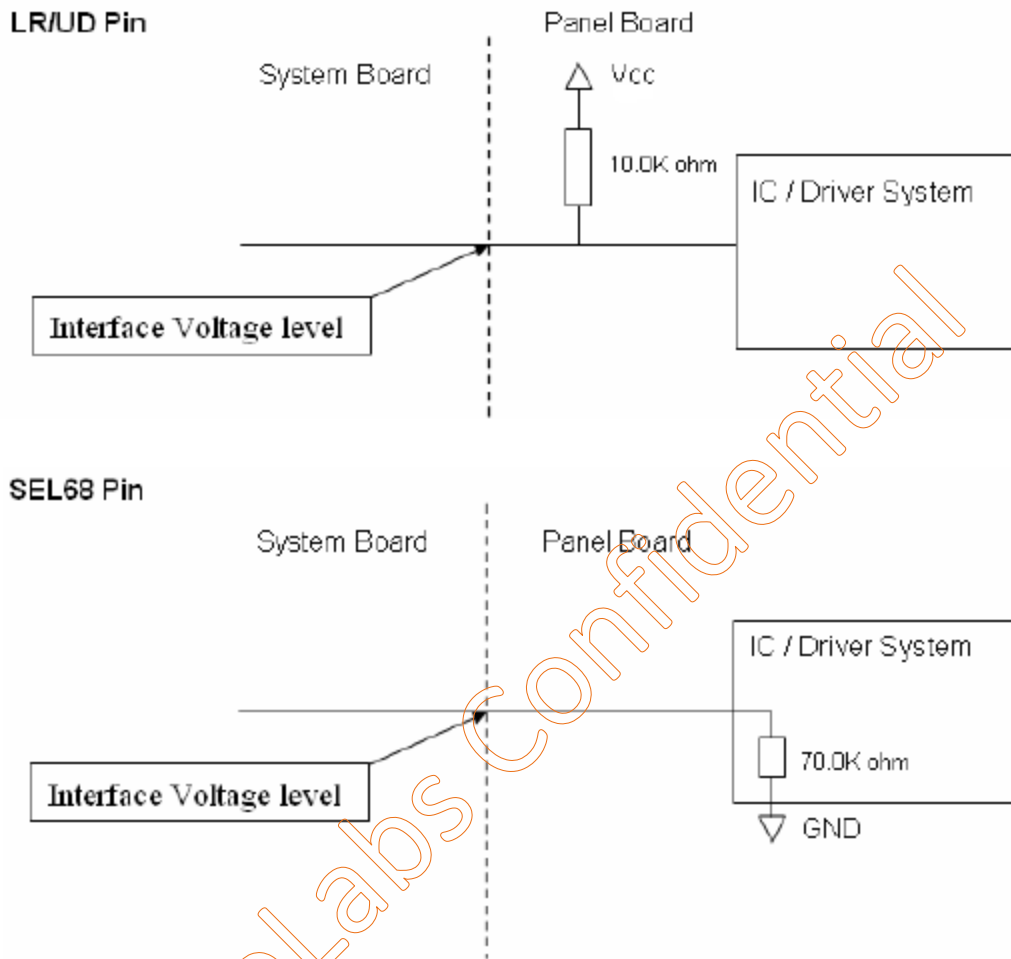 LR/UD Pin
Panel Board
System Board
Vcc
10.0K ohm
IC / Driver System
Interface Voltage level
SEL68 Pin
System Board
Panel Board
IC / Driver System
70.0K ohm
Interface Voltage level
GND
Labs Confidential